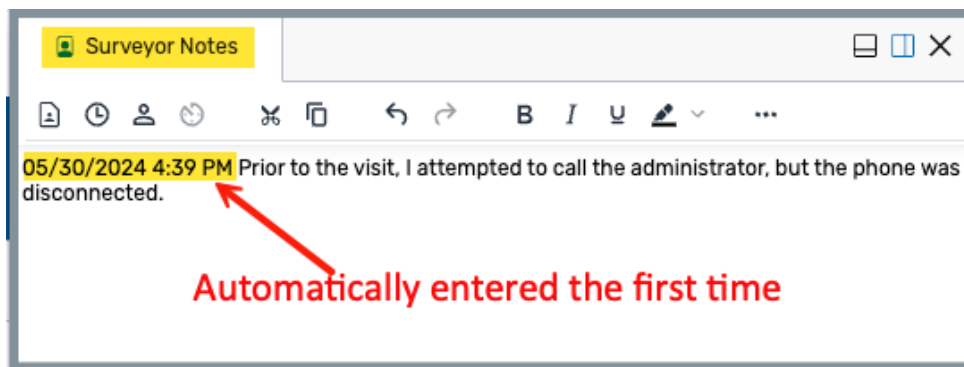 Surveyor Notes
B I U
05/30/2024 4:39 PM Prior to the visit, I attempted to call the administrator, but the phone was
disconnected.
Automatically entered the first time